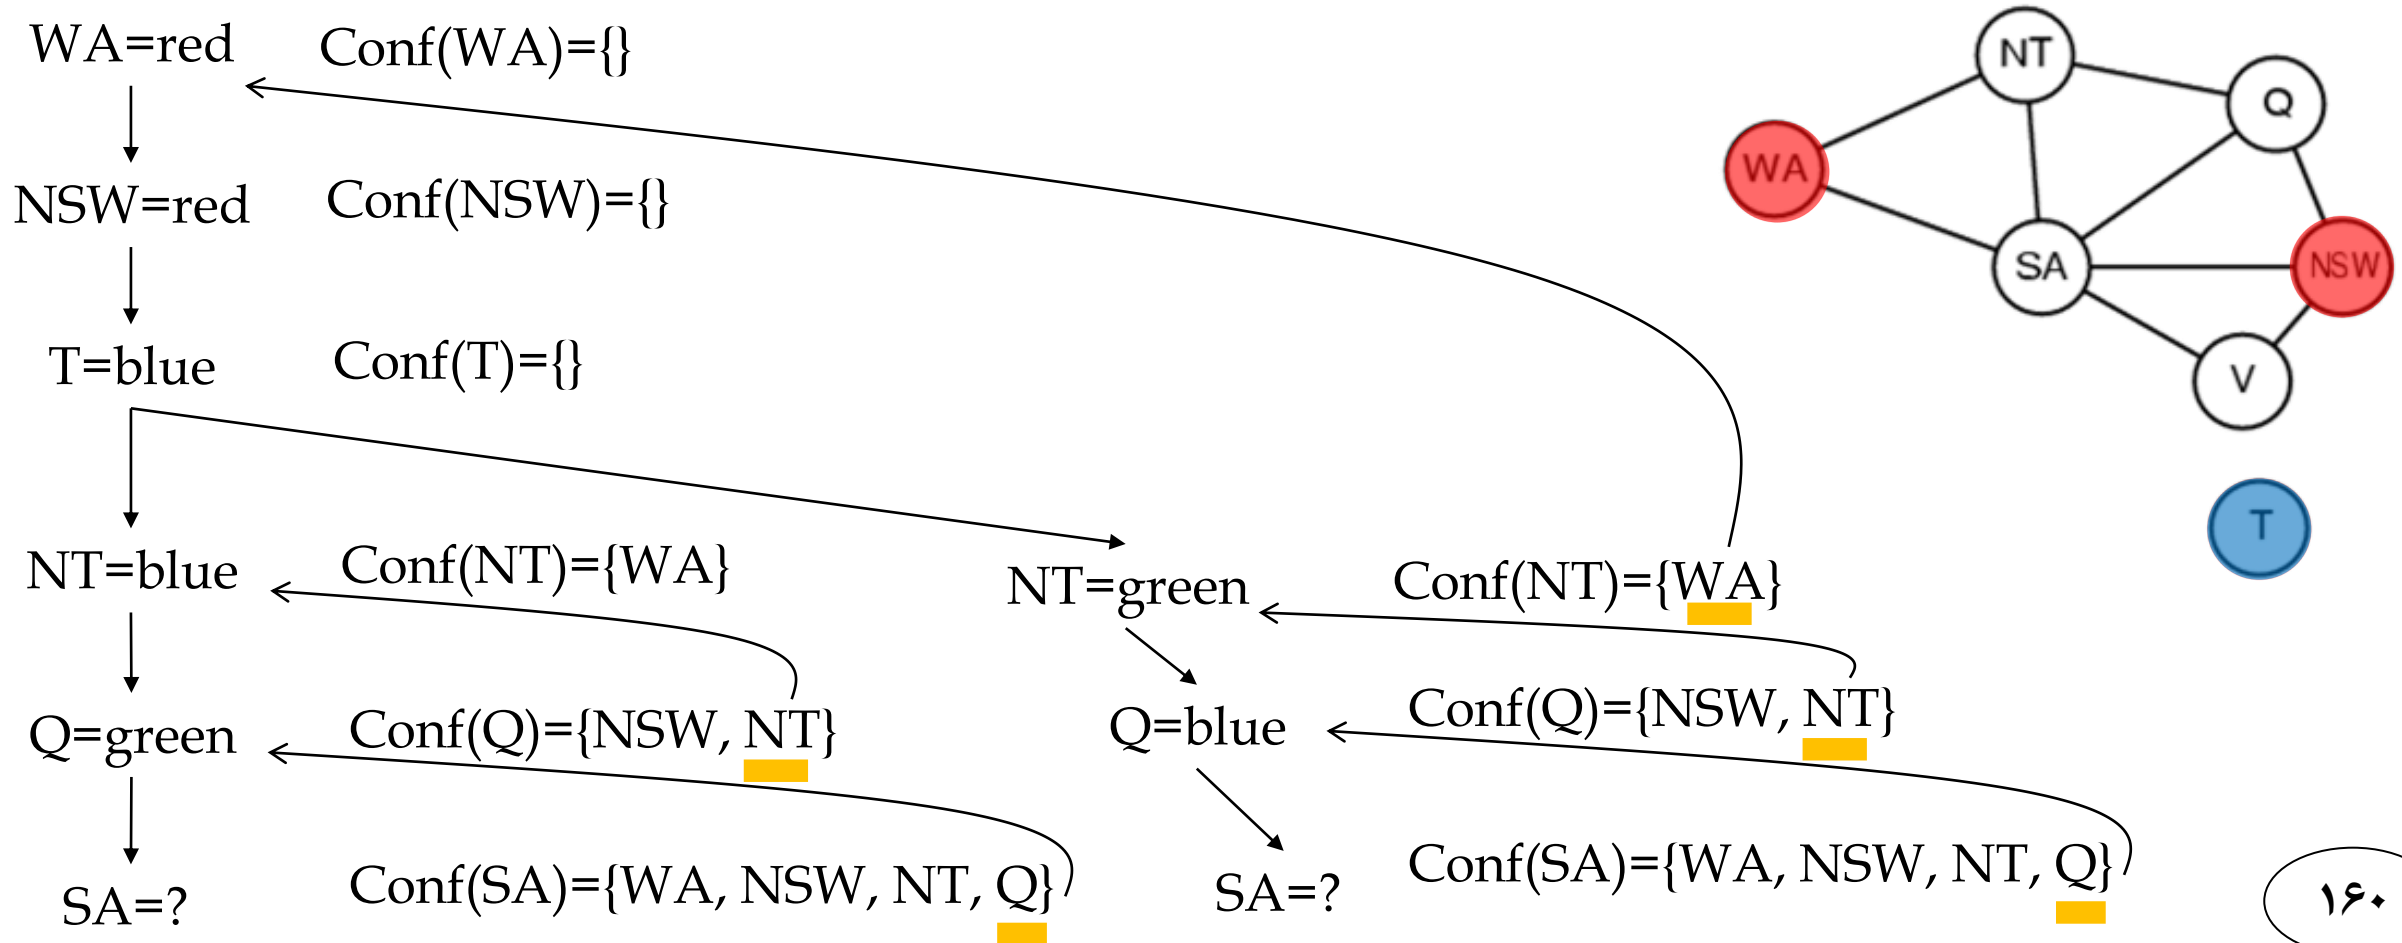 WA=red
Conf(WA)={}
NSW=red
Conf(NSW)={}
T=blue
Conf(T)={}
NT=blue
Conf(NT)={WA}
Q=green
Conf(Q)={NSW, NT}
SA=?
Conf(SA)={WA, NSW, NT, Q}
NT=green
Conf(NT)={WA}
Q=blue
Conf(Q)={NSW, NT}
SA=?
Conf(SA)={WA, NSW, NT, Q}
NT
Q
WA
SA
NSW
V
T
۱۶۰